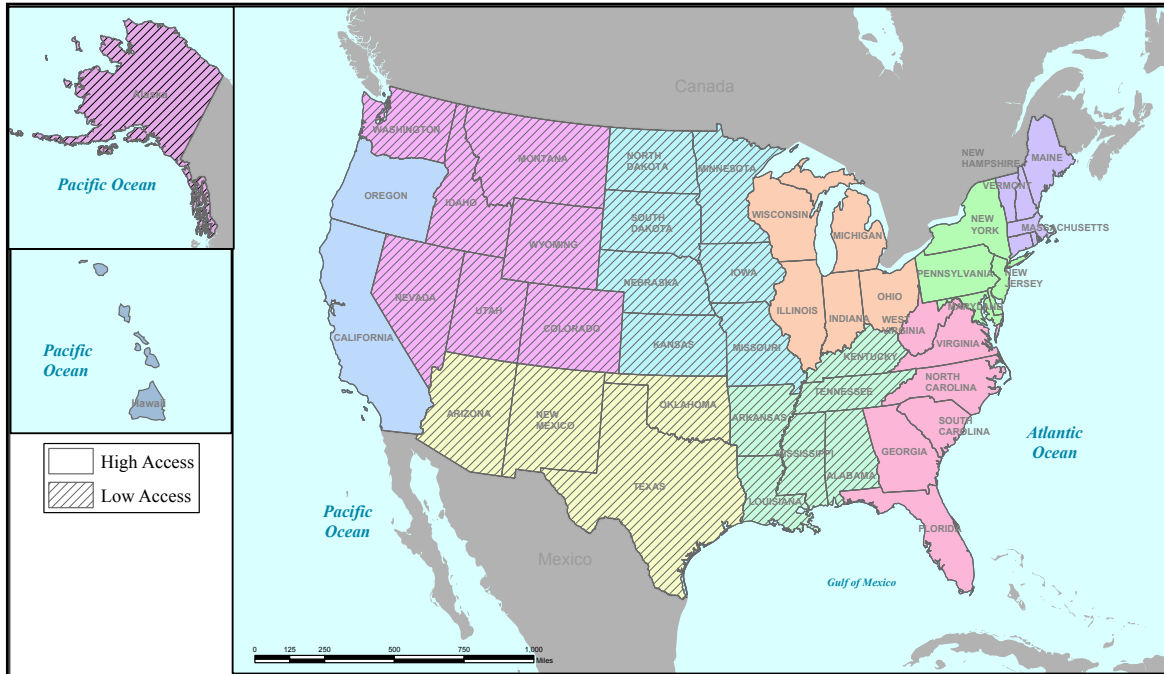 Alaska
Pacific Ocean
Pacific
Ocean
Hawaii
High Access
Low Access
Canada
WASHINGTON
MONTANA
NORTH
DAKOTA
MINNESOTA
OREGON
IDAHO
SOUTH
DAKOTA
WISCONSIN
MICHIGAN
NEW
HAMPSHIRE
MAINE
VERMONT
NEW
YORK
MASSACHUSETTS
WYOMING
IOWA
PENNSYLVANIA
NEW
JERSEY
NEBRASKA
NEVADA
UTAH
COLORADO
CALIFORNIA
KANSAS
MISSOURI
ILLINOIS
INDIANA
OHIO
WEST
VIRGINIA
MARYLAND
VIRGINIA
KENTUCKY
TENNESSEE
NORTH
CAROLINA
SOUTH
CAROLINA
ARIZONA
NEW
MEXICO
OKLAHOMA
ARKANSAS
MISSISSIPPI
ALABAMA
GEORGIA
TEXAS
LOUISIANA
FLORIDA
Pacific
Ocean
Atlantic
Ocean
Mexico
Gulf of Mexico
0 125 250 500 750 1,000
Miles